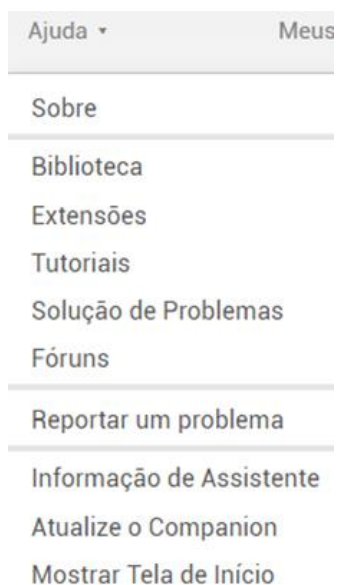 Ajuda ▾ Meus
Sobre
Biblioteca
Extensões
Tutoriais
Solução de Problemas
Fóruns
Reportar um problema
Informação de Assistente
Atualize o Companion
Mostrar Tela de Início